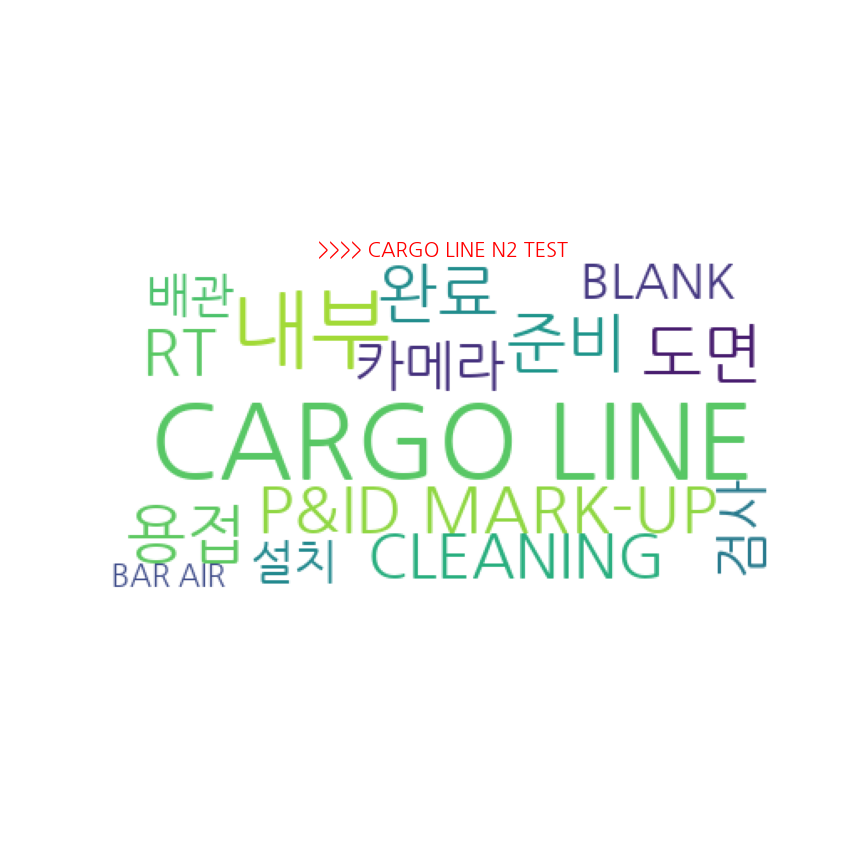 >>>> CARGO LINE N2 TEST
배관
내부
완료
BLANK
RT
카메라
준비
도면
CARGO LINE
용접
P&ID MARK-UP
검사
BAR AIR
설치
CLEANING